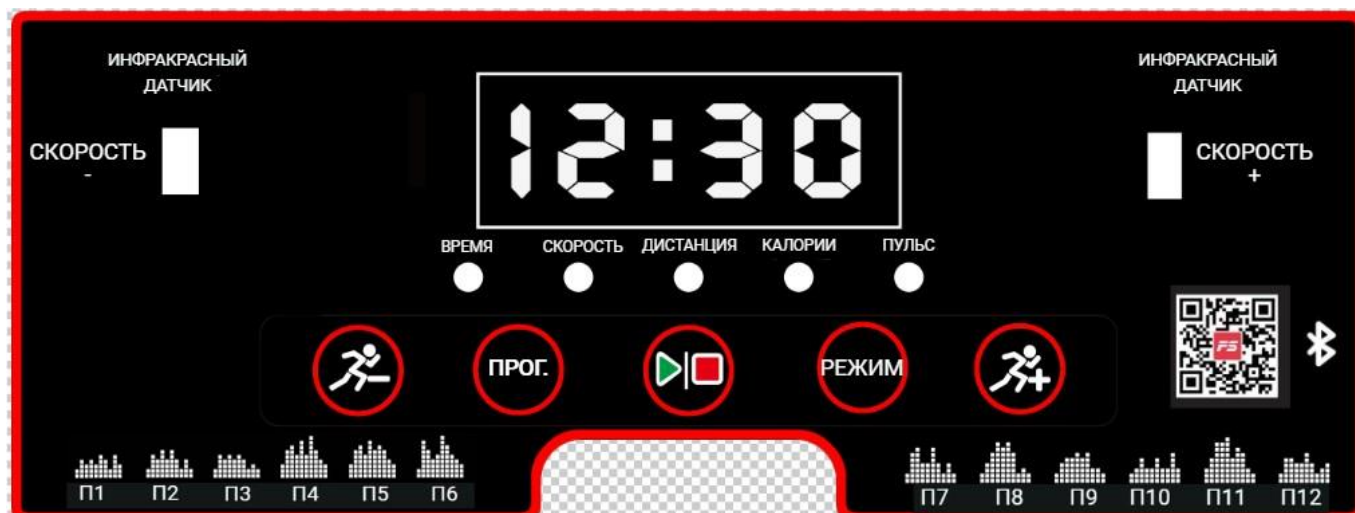 ИНФРАКРАСНЫЙ
ДАТЧИК
СКОРОСТЬ
-
12:30
ИНФРАКРАСНЫЙ
ДАТЧИК
СКОРОСТЬ
+
ВРЕМЯ СКОРОСТЬ ДИСТАНЦИЯ КАЛОРИИ ПУЛЬС
ПРОГ. РЕЖИМ
FS
П1 П2 П3 П4 П5 П6
П7 П8 П9 П10 П11 П12